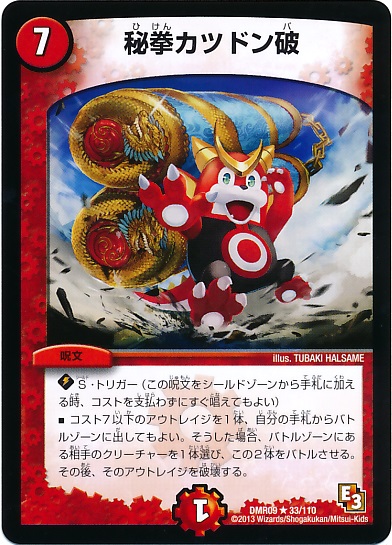 7
ひけん バ
秘拳カツドン破
呪文
illus. TUBAKI HALSAME
S・トリガー(この呪文をシールドゾーンから手札に加え
る時、コストを支払わずにすぐ唱えてもよい)
■コスト7以下のアウトレイジを1体、自分の手札からバト
ルゾーンに出してもよい。そうした場合、バトルゾーンにあ
る相手のクリーチャーを1体選び、この2体をバトルさせる。
その後、そのアウトレイジを破壊する。
1
DMR09 ★ 33/110
©2013 Wizards/Shogakukan/Mitsui-Kids
E3